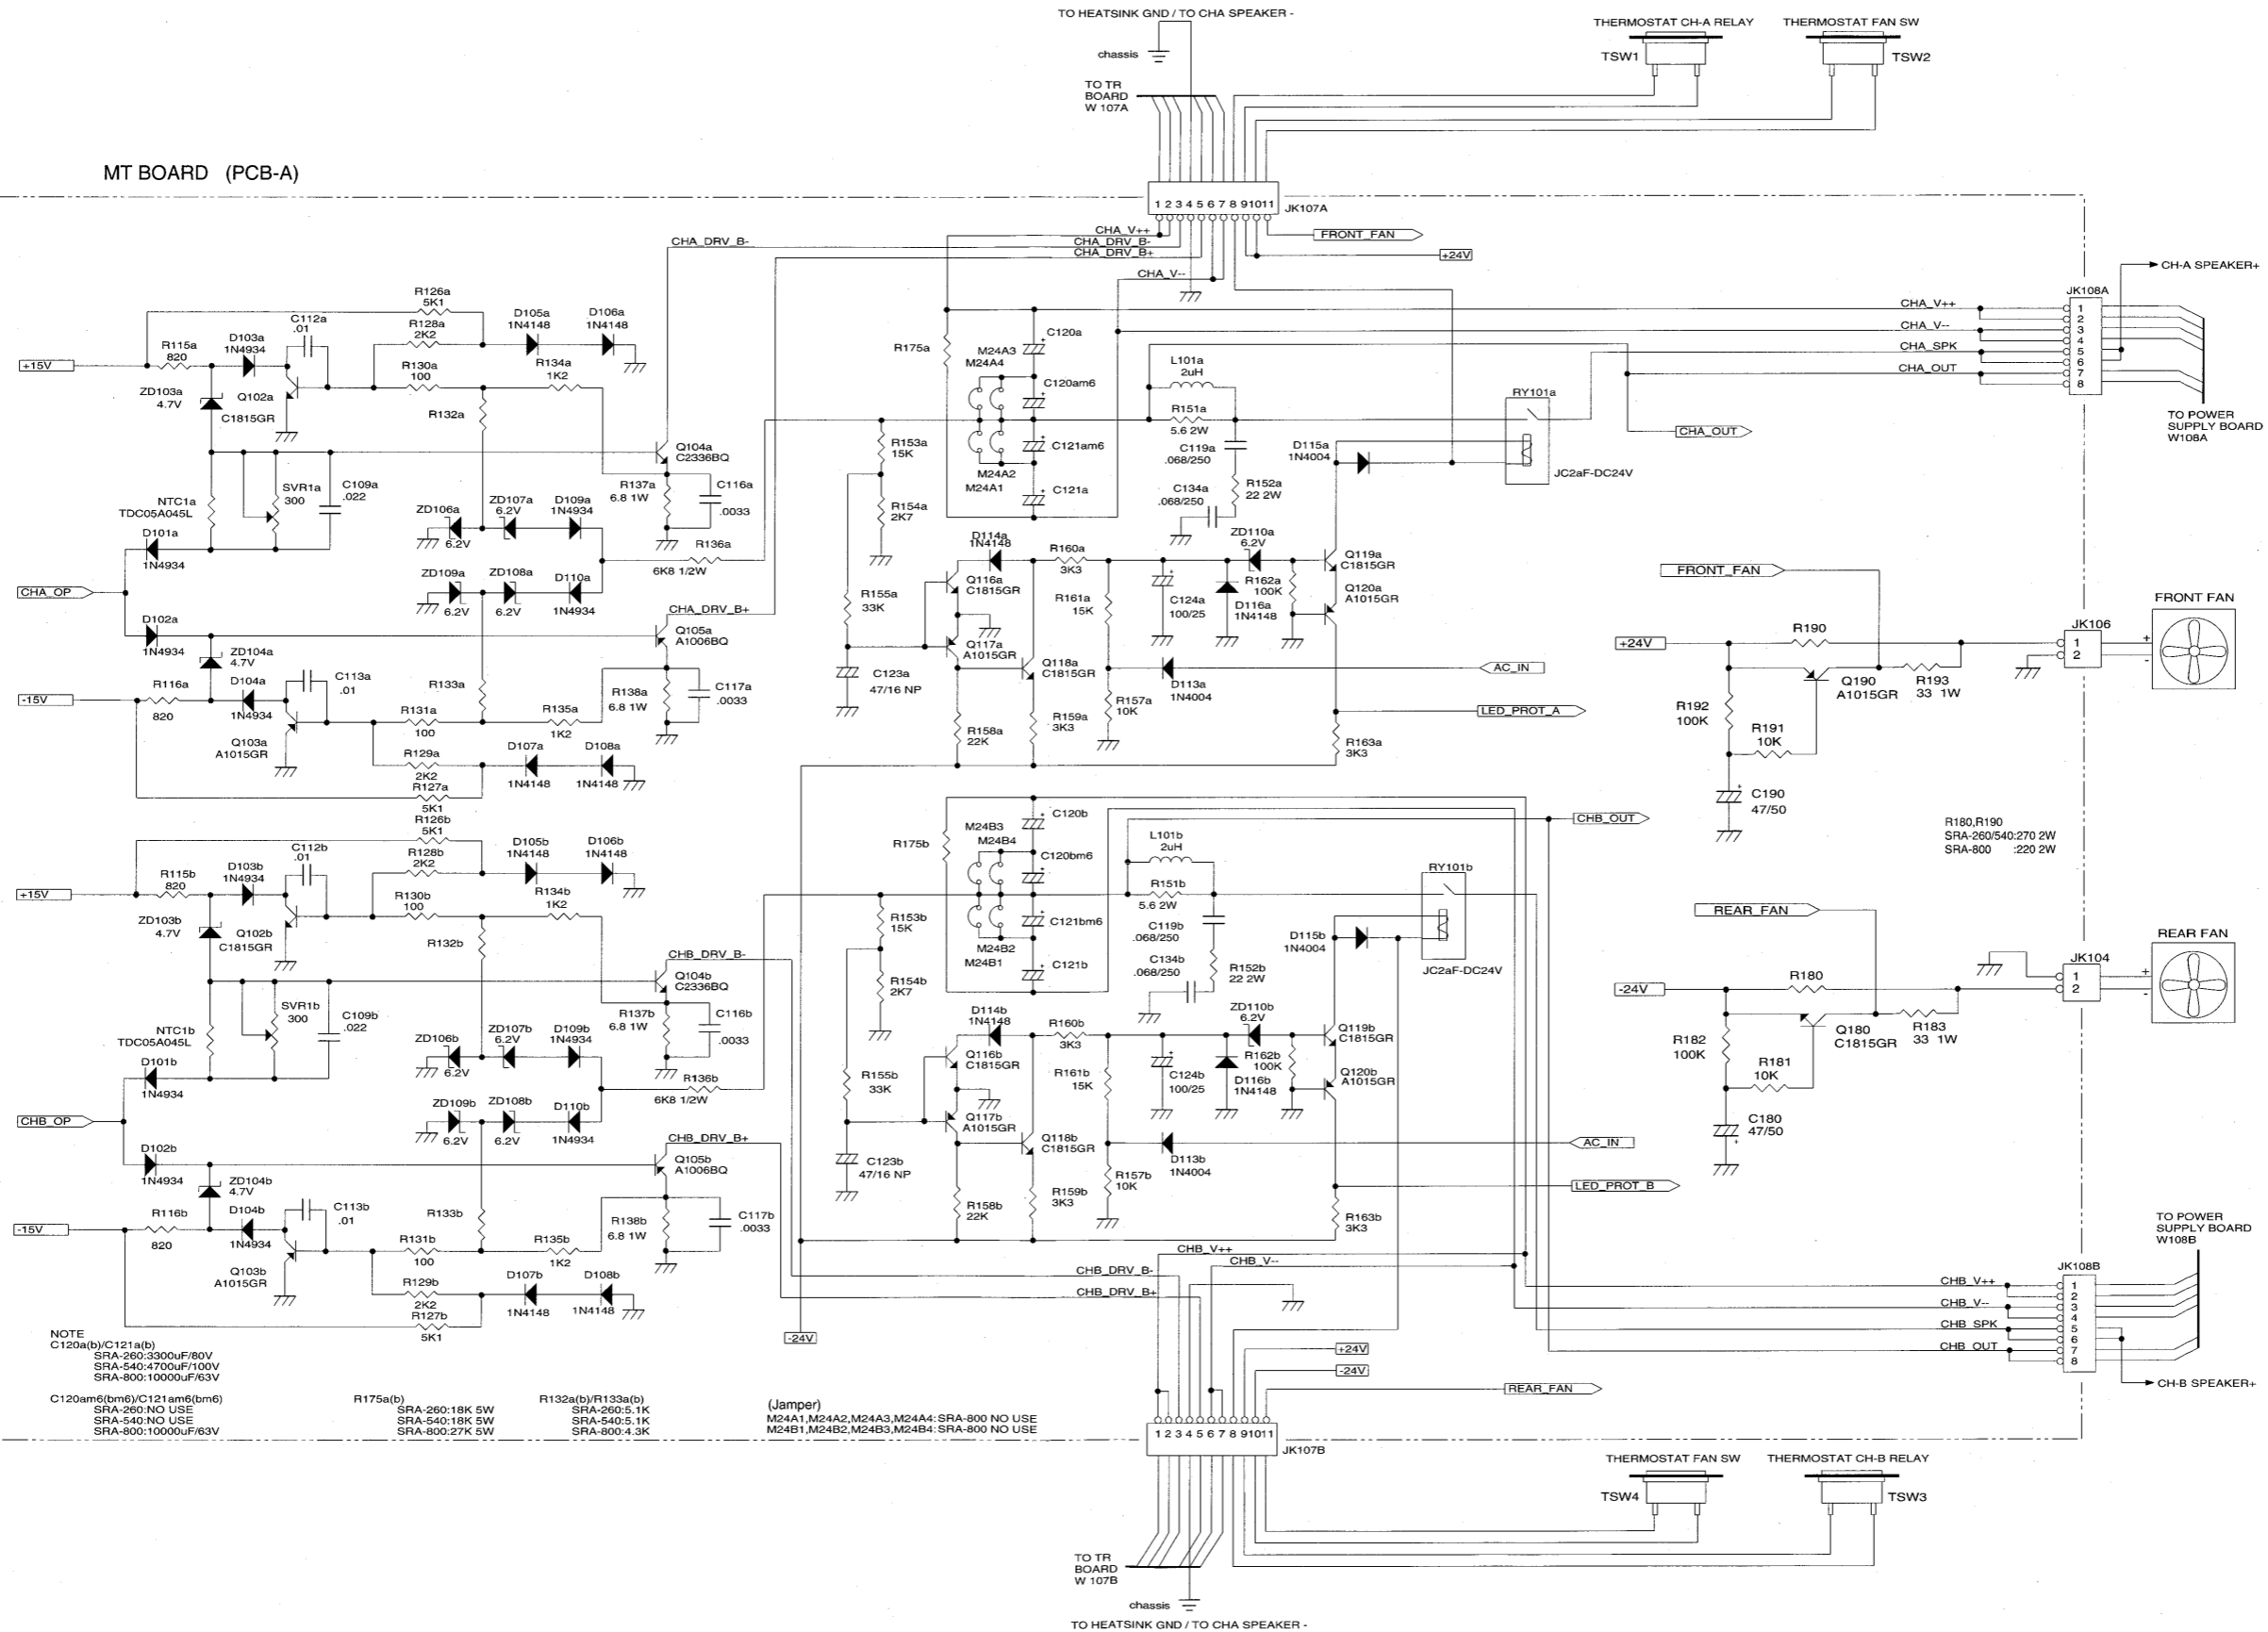 TO HEATSINK GND / TO CHA SPEAKER -
chassis
TO TR
BOARD
W 107A
THERMOSTAT CH-A RELAY
THERMOSTAT FAN SW
TSW1
TSW2
MT BOARD (PCB-A)
1 2 3 4 5 6 7 8 9 10 11
JK107A
CHA_V++
CHA_DRV_B-
CHA_DRV_B-
CHA_DRV_B+
CHA_V--
FRONT_FAN
+24V
CH-A SPEAKER+
JK108A
CHA_V++
CHA_V--
CHA_SPK
CHA_OUT
1
2
3
4
5
6
7
8
TO POWER
SUPPLY BOARD
W108A
R126a
5K1
C112a
.01
R128a
2K2
D105a
1N4148
D106a
1N4148
R115a
820
D103a
1N4934
+15V
R130a
100
R134a
1K2
ZD103a
4.7V
Q102a
C1815GR
R132a
Q104a
C2336BQ
R137a
6.8 1W
C116a
.0033
NTC1a
TDC05A045L
SVR1a
300
C109a
.022
ZD106a
6.2V
ZD107a
6.2V
D109a
1N4934
D101a
1N4934
R136a
6K8 1/2W
ZD109a
6.2V
ZD108a
6.2V
D110a
1N4934
CHA_OP
CHA_DRV_B+
D102a
1N4934
Q105a
A1006BQ
ZD104a
4.7V
D104a
1N4934
C113a
.01
R133a
R138a
6.8 1W
C117a
.0033
R116a
820
-15V
R131a
100
R135a
1K2
Q103a
A1015GR
R129a
2K2
R127a
5K1
D107a
1N4148
D108a
1N4148
R175a
C120a
M24A3
M24A4
C120am6
C121am6
M24A2
M24A1
C121a
R153a
15K
R154a
2K7
L101a
2uH
R151a
5.6 2W
C119a
.068/250
C134a
.068/250
R152a
22 2W
RY101a
JC2aF-DC24V
D115a
1N4004
CHA_OUT
D114a
1N4148
R160a
3K3
ZD110a
6.2V
Q116a
C1815GR
R155a
33K
R161a
15K
C124a
100/25
R162a
100K
D116a
1N4148
Q119a
C1815GR
Q120a
A1015GR
Q117a
A1015GR
Q118a
C1815GR
C123a
47/16 NP
D113a
1N4004
AC_IN
R157a
10K
R158a
22K
R159a
3K3
LED_PROT_A
R163a
3K3
FRONT_FAN
+24V
R190
JK106
1
2
FRONT FAN
+
-
Q190
A1015GR
R193
33 1W
R192
100K
R191
10K
C190
47/50
R180,R190
SRA-260/540:270 2W
SRA-800 :220 2W
REAR_FAN
-24V
R180
JK104
1
2
REAR FAN
+
-
Q180
C1815GR
R183
33 1W
R182
100K
R181
10K
C180
47/50
R126b
5K1
C112b
.01
R128b
2K2
D105b
1N4148
D106b
1N4148
R115b
820
D103b
1N4934
+15V
R130b
100
R134b
1K2
ZD103b
4.7V
Q102b
C1815GR
R132b
CHB_DRV_B-
Q104b
C2336BQ
R137b
6.8 1W
C116b
.0033
NTC1b
TDC05A045L
SVR1b
300
C109b
.022
ZD106b
6.2V
ZD107b
6.2V
D109b
1N4934
D101b
1N4934
R136b
6K8 1/2W
ZD109b
6.2V
ZD108b
6.2V
D110b
1N4934
CHB_OP
CHB_DRV_B+
D102b
1N4934
Q105b
A1006BQ
ZD104b
4.7V
D104b
1N4934
C113b
.01
R133b
R138b
6.8 1W
C117b
.0033
R116b
820
-15V
R131b
100
R135b
1K2
Q103b
A1015GR
R129b
2K2
R127b
5K1
D107b
1N4148
D108b
1N4148
R175b
C120b
M24B3
M24B4
C120bm6
C121bm6
M24B2
M24B1
C121b
R153b
15K
R154b
2K7
L101b
2uH
R151b
5.6 2W
C119b
.068/250
C134b
.068/250
R152b
22 2W
CHB_OUT
RY101b
JC2aF-DC24V
D115b
1N4004
D114b
1N4148
R160b
3K3
ZD110b
6.2V
Q116b
C1815GR
R155b
33K
R161b
15K
C124b
100/25
R162b
100K
D116b
1N4148
Q119b
C1815GR
Q120b
A1015GR
Q117b
A1015GR
Q118b
C1815GR
C123b
47/16 NP
D113b
1N4004
AC_IN
R157b
10K
R158b
22K
R159b
3K3
LED_PROT_B
R163b
3K3
CHB_V++
CHB_V--
CHB_DRV_B-
CHB_DRV_B+
-24V
+24V
-24V
REAR_FAN
TO POWER
SUPPLY BOARD
W108B
JK108B
CHB_V++
CHB_V--
CHB_SPK
CHB_OUT
1
2
3
4
5
6
7
8
CH-B SPEAKER+
NOTE
C120a(b)/C121a(b)
SRA-260:3300uF/80V
SRA-540:4700uF/100V
SRA-800:10000uF/63V
C120am6(bm6)/C121am6(bm6)
SRA-260:NO USE
SRA-540:NO USE
SRA-800:10000uF/63V
R175a(b)
SRA-260:18K 5W
SRA-540:18K 5W
SRA-800:27K 5W
R132a(b)/R133a(b)
SRA-260:5.1K
SRA-540:5.1K
SRA-800:4.3K
(Jamper)
M24A1,M24A2,M24A3,M24A4:SRA-800 NO USE
M24B1,M24B2,M24B3,M24B4:SRA-800 NO USE
1 2 3 4 5 6 7 8 9 10 11
JK107B
THERMOSTAT FAN SW
THERMOSTAT CH-B RELAY
TSW4
TSW3
TO TR
BOARD
W 107B
chassis
TO HEATSINK GND / TO CHA SPEAKER -